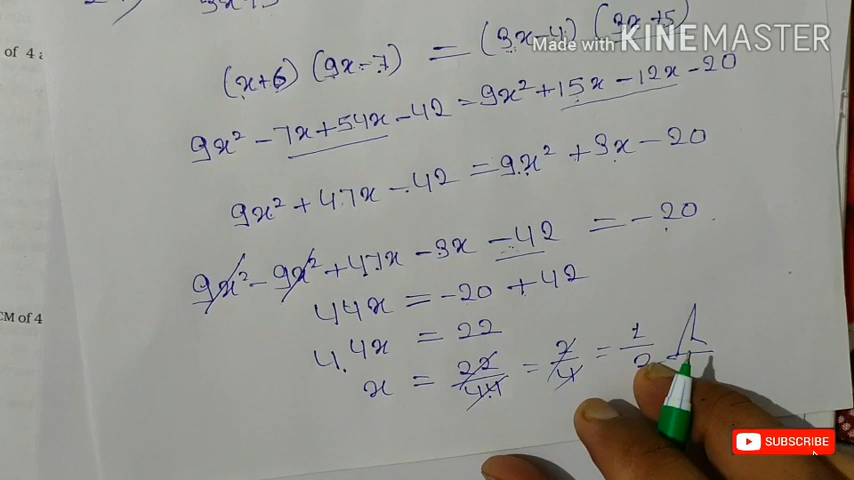 of 4
(x+6) (9x-7) = (3x-4) (3x+5)
Made with KINEMASTER
9x² - 7x + 54x - 42 = 9x² + 15x - 12x - 20
9x² + 47x - 42 = 9x² + 3x - 20
9x² - 9x² + 47x - 3x - 42 = -20
CM of 4
44x = -20 + 42
44x = 22
x = 22/44 = 2/4 = 1/2
SUBSCRIBE